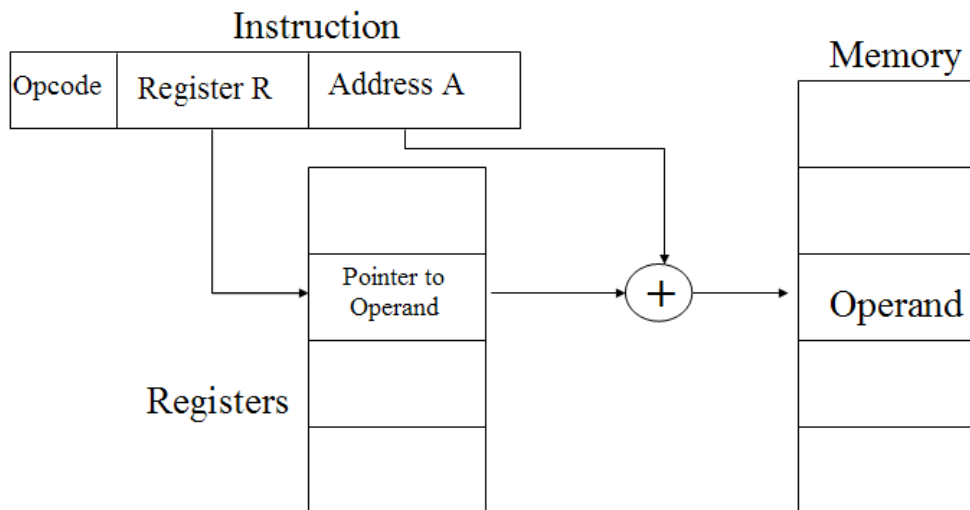 Instruction
Memory
Opcode
Register R
Address A
Pointer to
Operand
+
Operand
Registers